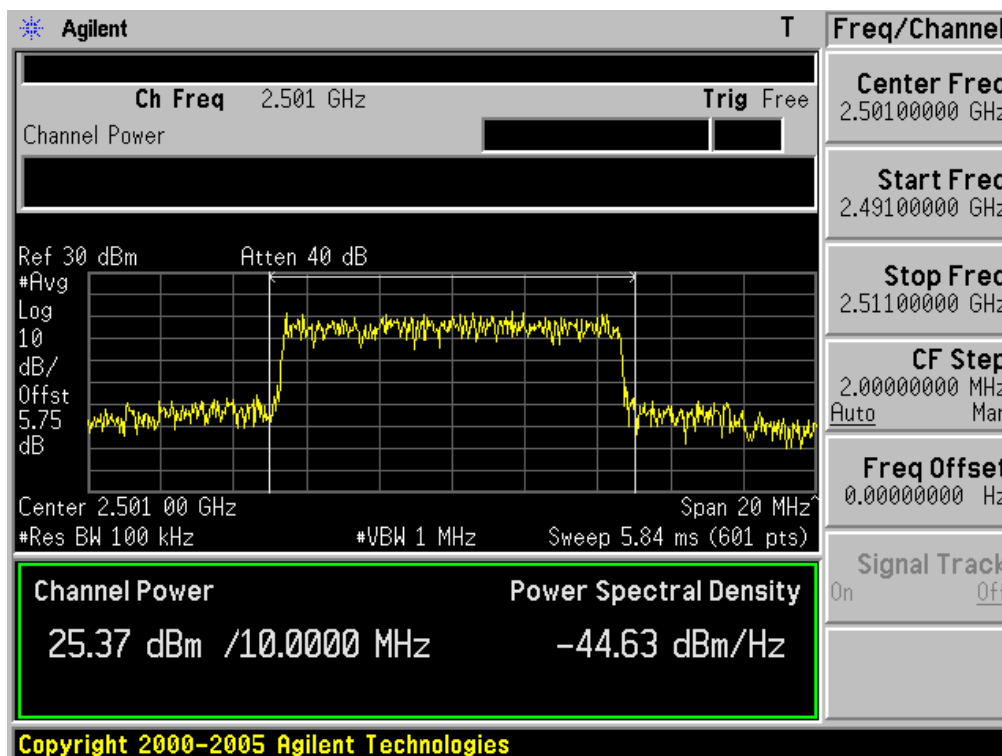 Agilent T Freq/Channel
Ch Freq 2.501 GHz Trig Free
Channel Power
Center Freq
2.50100000 GHz
Start Freq
2.49100000 GHz
Stop Freq
2.51100000 GHz
CF Step
2.00000000 MHz
Auto Man
Freq Offset
0.00000000 Hz
Signal Track
On Off
Ref 30 dBm Atten 40 dB
#Avg
Log
10
dB/
Offst
5.75
dB
Center 2.501 00 GHz Span 20 MHz^
#Res BW 100 kHz #VBW 1 MHz Sweep 5.84 ms (601 pts)
Channel Power Power Spectral Density
25.37 dBm /10.0000 MHz -44.63 dBm/Hz
Copyright 2000-2005 Agilent Technologies